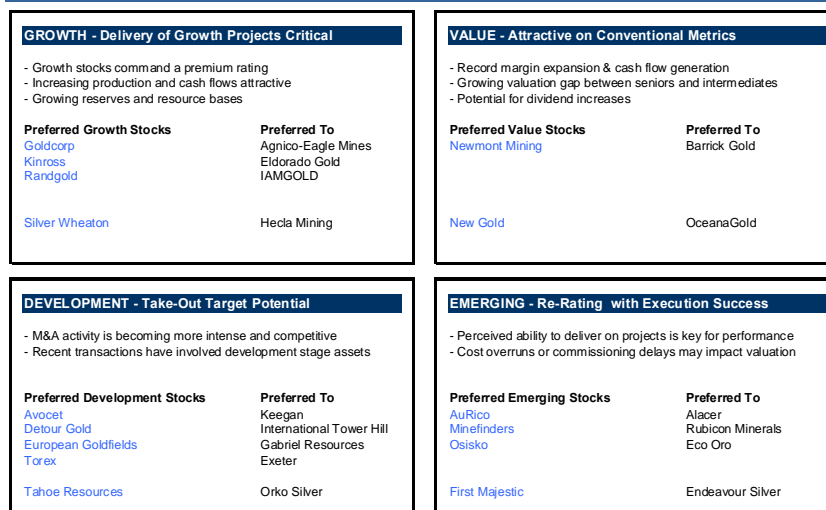 GROWTH - Delivery of Growth Projects Critical
- Growth stocks command a premium rating
- Increasing production and cash flows attractive
- Growing reserves and resource bases
Preferred Growth Stocks Preferred To
Goldcorp Agnico-Eagle Mines
Kinross Eldorado Gold
Randgold IAMGOLD
Silver Wheaton Hecla Mining
VALUE - Attractive on Conventional Metrics
- Record margin expansion & cash flow generation
- Growing valuation gap between seniors and intermediates
- Potential for dividend increases
Preferred Value Stocks Preferred To
Newmont Mining Barrick Gold
New Gold OceanaGold
DEVELOPMENT - Take-Out Target Potential
- M&A activity is becoming more intense and competitive
- Recent transactions have involved development stage assets
Preferred Development Stocks Preferred To
Avocet Keegan
Detour Gold International Tower Hill
European Goldfields Gabriel Resources
Torex Exeter
Tahoe Resources Orko Silver
EMERGING - Re-Rating with Execution Success
- Perceived ability to deliver on projects is key for performance
- Cost overruns or commissioning delays may impact valuation
Preferred Emerging Stocks Preferred To
AuRico Alacer
Minefinders Rubicon Minerals
Osisko Eco Oro
First Majestic Endeavour Silver